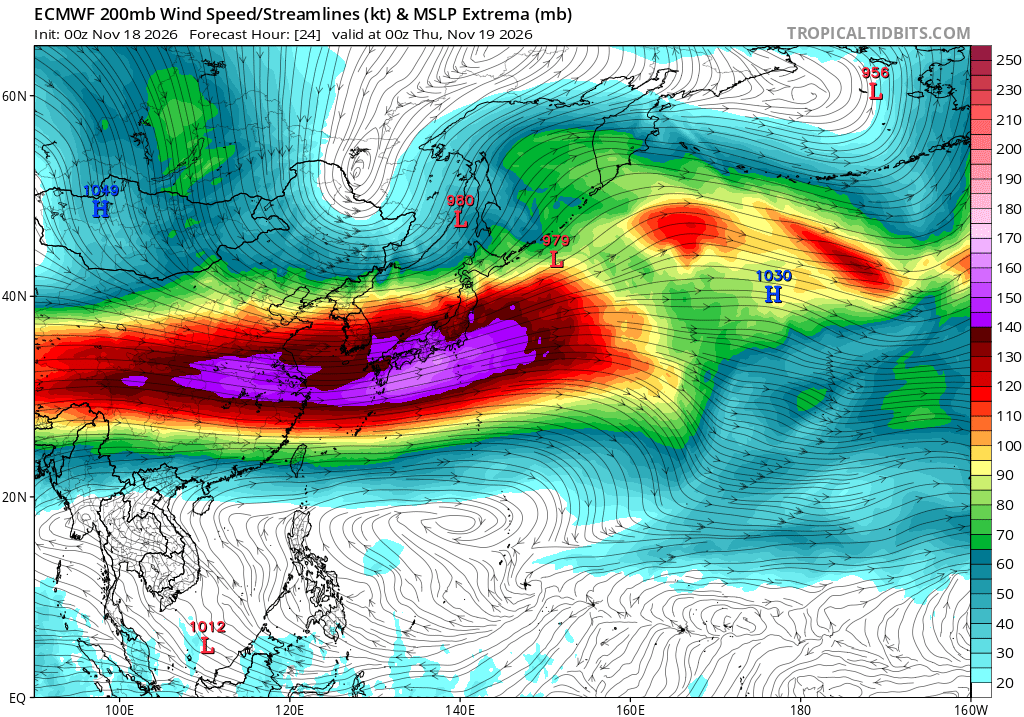 ECMWF 200mb Wind Speed/Streamlines (kt) & MSLP Extrema (mb)
Init: 00z Nov 18 2026 Forecast Hour: [24] valid at 00z Thu, Nov 19 2026
TROPICALTIDBITS.COM
60N
40N
20N
EQ
956
L
1049
H
980
L
979
L
1030
H
1012
L
100E
120E
140E
160E
180
160W
250
230
220
210
200
190
180
170
160
150
140
130
120
110
100
90
80
70
60
50
40
30
20